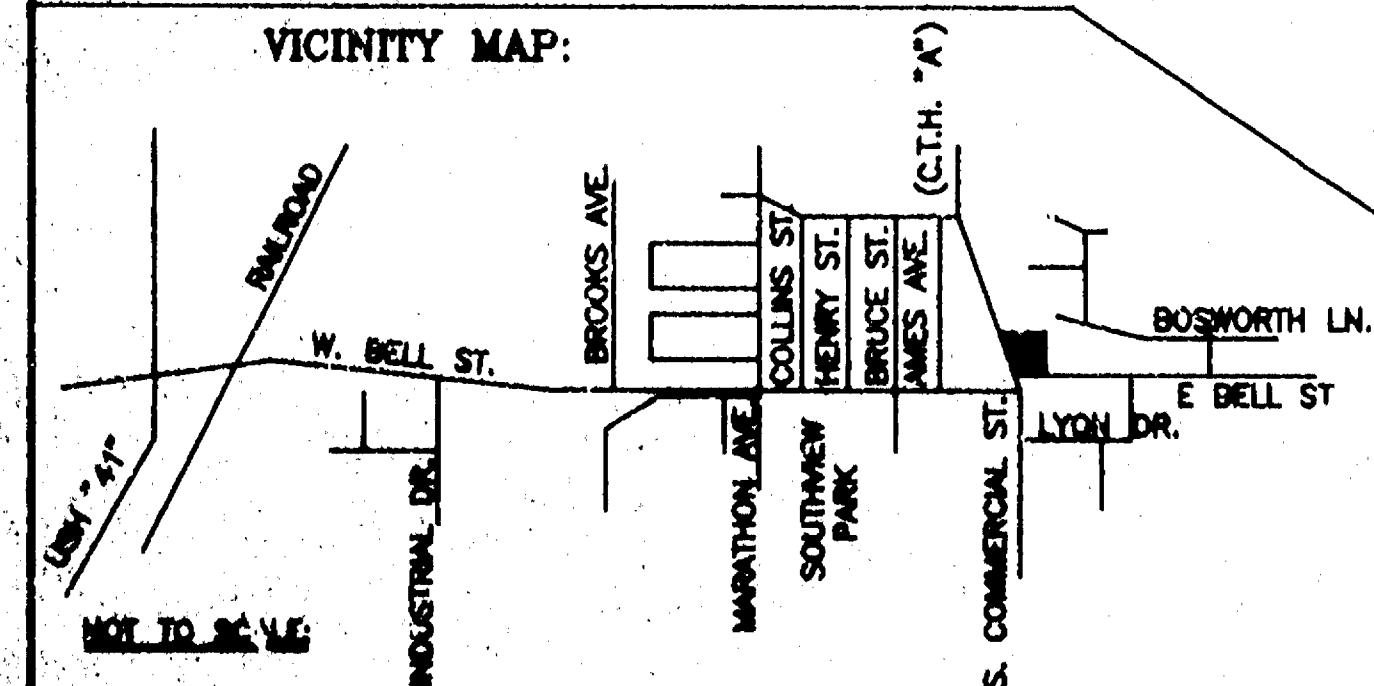 VICINITY MAP:
(C.T.H. "A")
RAILROAD
BROOKS AVE.
COLLINS ST.
HENRY ST.
BRUCE ST.
AMES AVE.
W. BELL ST.
BOSWORTH LN.
E BELL ST
LYON DR.
USH "41"
INDUSTRIAL DR.
MARATHON AVE.
SOUTHVIEW
PARK
S. COMMERCIAL ST.
NOT TO SCALE: